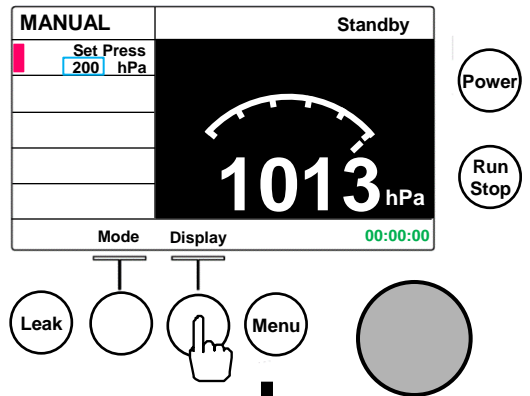 MANUAL Standby
Set Press
200 hPa
Power
1013 hPa
Run
Stop
Mode Display 00:00:00
Leak
Menu